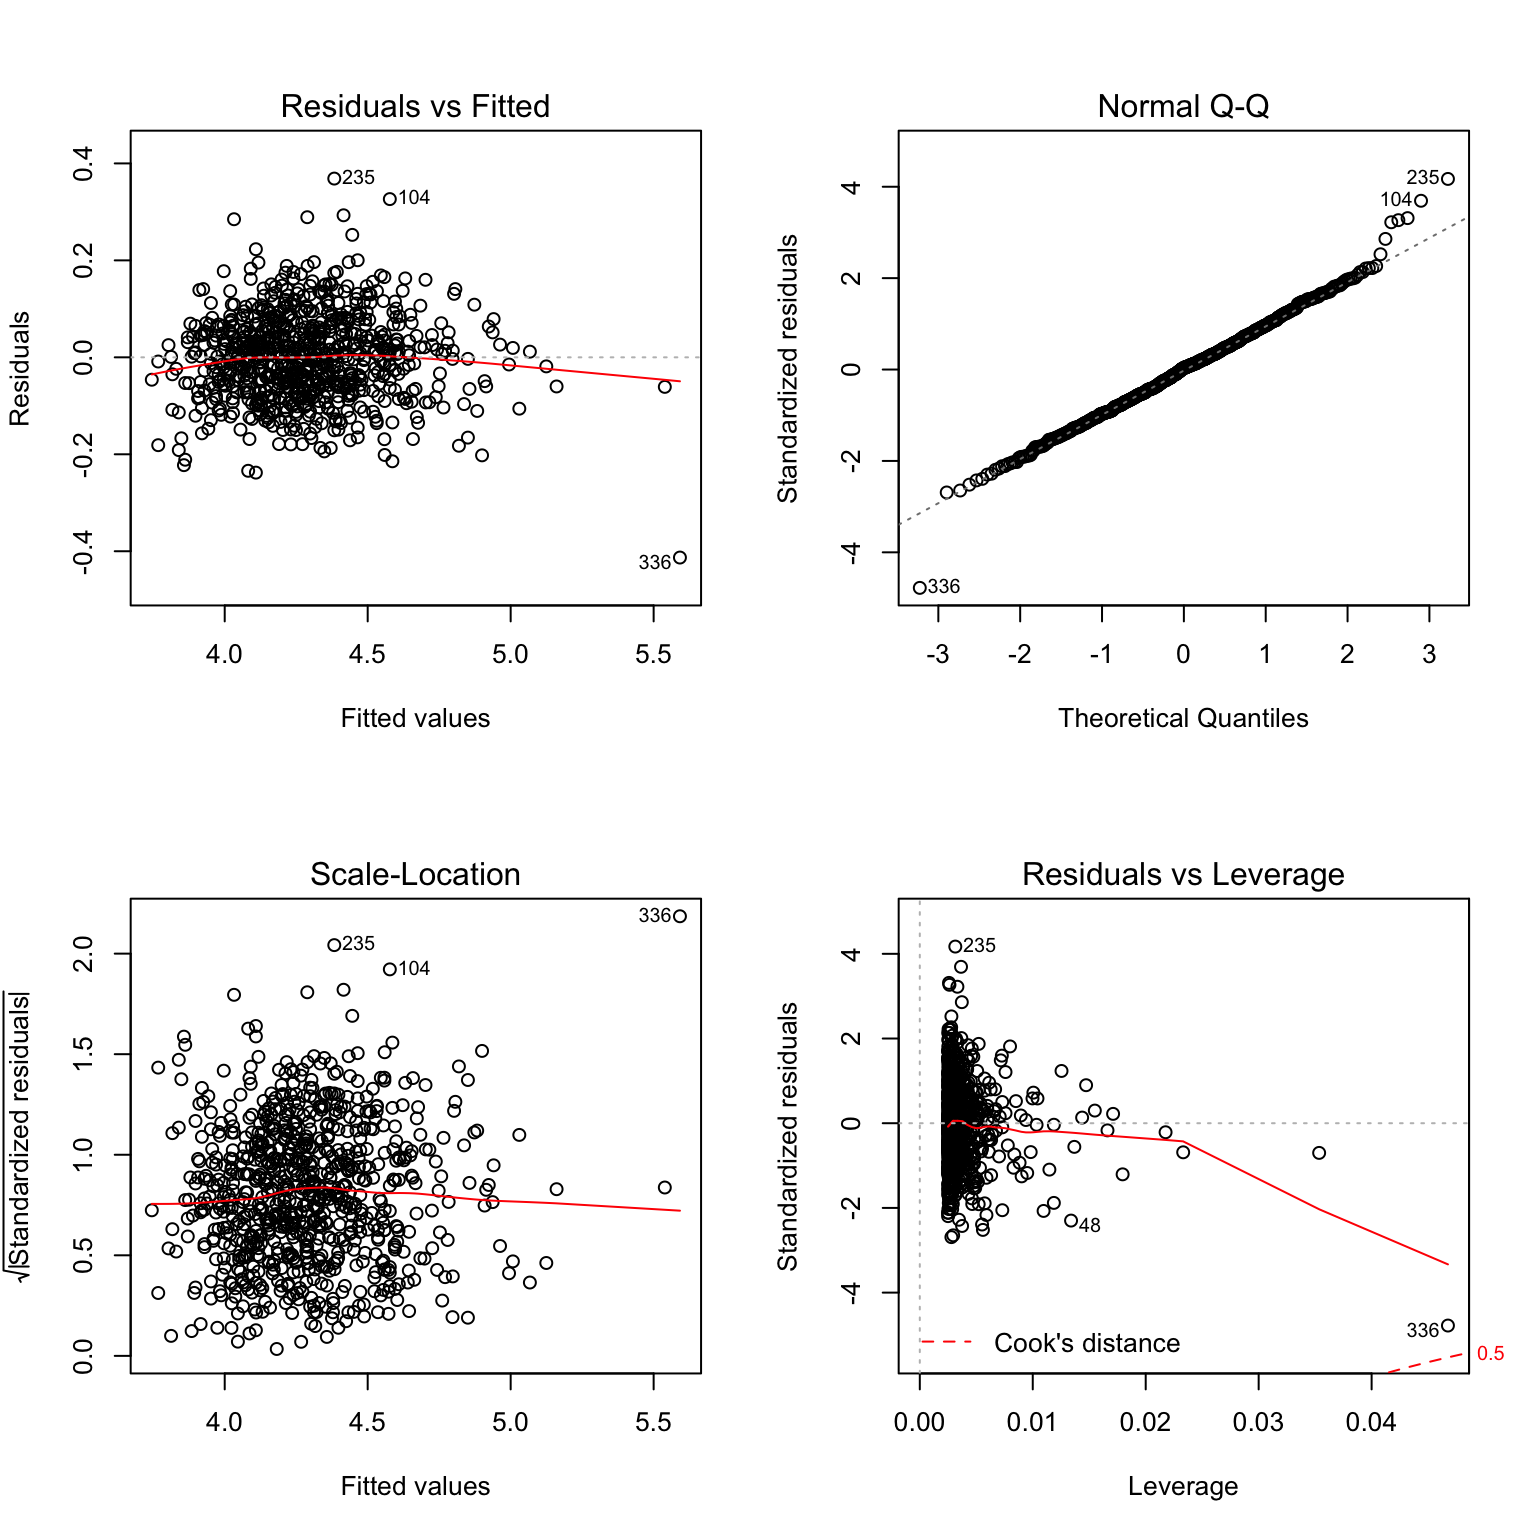 Residuals vs Fitted
Residuals
0.4
0.2
0.0
-0.2
-0.4
235
104
336
4.0 4.5 5.0 5.5
Fitted values
Normal Q-Q
Standardized residuals
4
2
0
-2
-4
235
104
336
-3 -2 -1 0 1 2 3
Theoretical Quantiles
Scale-Location
√|Standardized residuals|
2.0
1.5
1.0
0.5
0.0
336
235
104
4.0 4.5 5.0 5.5
Fitted values
Residuals vs Leverage
Standardized residuals
4
2
0
-2
-4
235
48
336
Cook's distance
0.5
0.00 0.01 0.02 0.03 0.04
Leverage